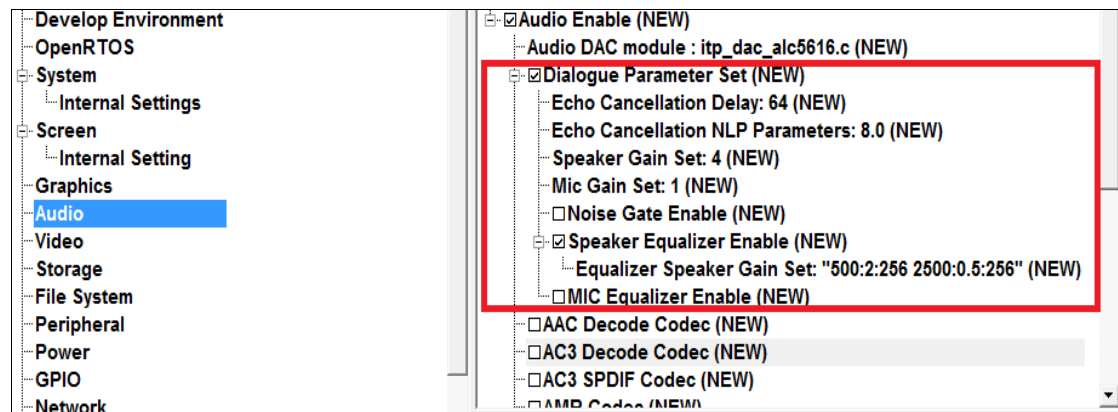 Develop Environment
OpenRTOS
System
Internal Settings
Screen
Internal Setting
Graphics
Audio
Video
Storage
File System
Peripheral
Power
GPIO
Network
Audio Enable (NEW)
Audio DAC module : itp_dac_alc5616.c (NEW)
Dialogue Parameter Set (NEW)
Echo Cancellation Delay: 64 (NEW)
Echo Cancellation NLP Parameters: 8.0 (NEW)
Speaker Gain Set: 4 (NEW)
Mic Gain Set: 1 (NEW)
Noise Gate Enable (NEW)
Speaker Equalizer Enable (NEW)
Equalizer Speaker Gain Set: "500:2:256 2500:0.5:256" (NEW)
MIC Equalizer Enable (NEW)
AAC Decode Codec (NEW)
AC3 Decode Codec (NEW)
AC3 SPDIF Codec (NEW)
AMR Codec (NEW)